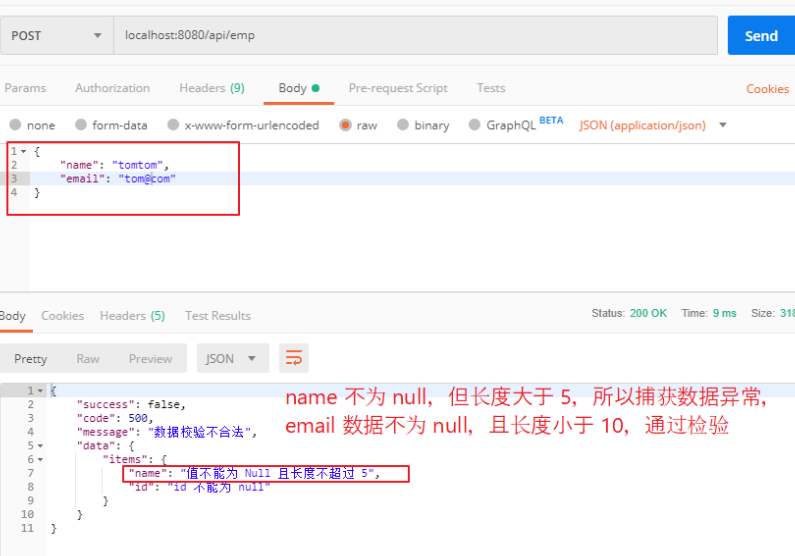 POST localhost:8080/api/emp Send
Params Authorization Headers (9) Body Pre-request Script Tests Cookies
none form-data x-www-form-urlencoded raw binary GraphQL BETA JSON (application/json)
1 {
2 "name": "tomtom",
3 "email": "tom@com"
4 }
Body Cookies Headers (5) Test Results Status: 200 OK Time: 9 ms Size: 318
Pretty Raw Preview JSON
1 {
2 "success": false,
3 "code": 500,
4 "message": "数据校验不合法",
5 "data": {
6 "items": {
7 "name": "值不能为 Null 且长度不超过 5",
8 "id": "id 不能为 null"
9 }
10 }
11 }
name 不为 null，但长度大于 5，所以捕获数据异常，
email 数据不为 null，且长度小于 10，通过检验